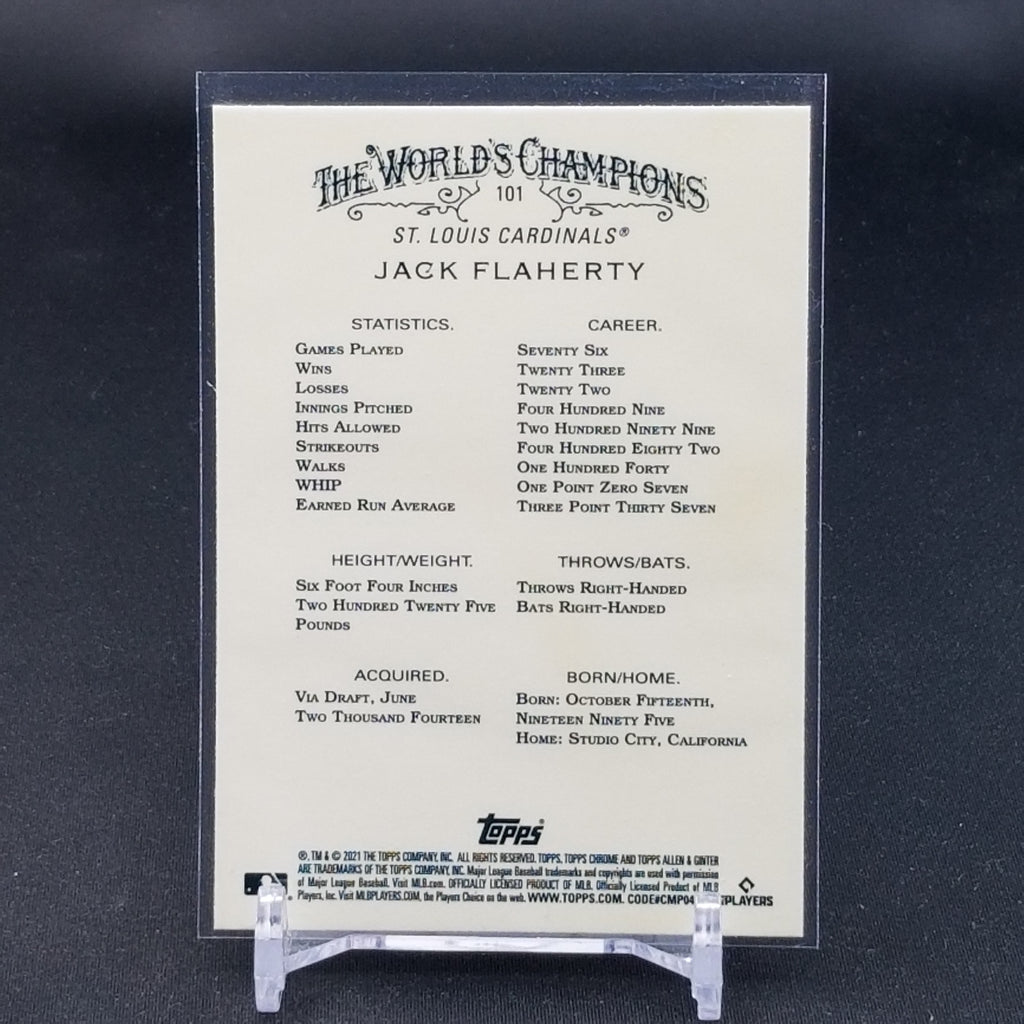 THE WORLD'S CHAMPIONS
101
ST. LOUIS CARDINALS®
JACK FLAHERTY
STATISTICS. CAREER.
GAMES PLAYED SEVENTY SIX
WINS TWENTY THREE
LOSSES TWENTY TWO
INNINGS PITCHED FOUR HUNDRED NINE
HITS ALLOWED TWO HUNDRED NINETY NINE
STRIKEOUTS FOUR HUNDRED EIGHTY TWO
WALKS ONE HUNDRED FORTY
WHIP ONE POINT ZERO SEVEN
EARNED RUN AVERAGE THREE POINT THIRTY SEVEN
HEIGHT/WEIGHT.
SIX FOOT FOUR INCHES
TWO HUNDRED TWENTY FIVE
POUNDS
THROWS/BATS.
THROWS RIGHT-HANDED
BATS RIGHT-HANDED
ACQUIRED.
VIA DRAFT, JUNE
TWO THOUSAND FOURTEEN
BORN/HOME.
BORN: OCTOBER FIFTEENTH,
NINETEEN NINETY FIVE
HOME: STUDIO CITY, CALIFORNIA
Topps®
®, TM & © 2021 THE TOPPS COMPANY, INC. ALL RIGHTS RESERVED. TOPPS, TOPPS CHROME AND TOPPS ALLEN & GINTER
ARE TRADEMARKS OF THE TOPPS COMPANY, INC. Major League Baseball trademarks and copyrights are used with permission
of Major League Baseball. Visit MLB.com. OFFICIALLY LICENSED PRODUCT OF MLB. Officially Licensed Product of MLB
Players, Inc. Visit MLBPLAYERS.COM, the Players Choice on the web. WWW.TOPPS.COM. CODE#CMP04
PLAYERS